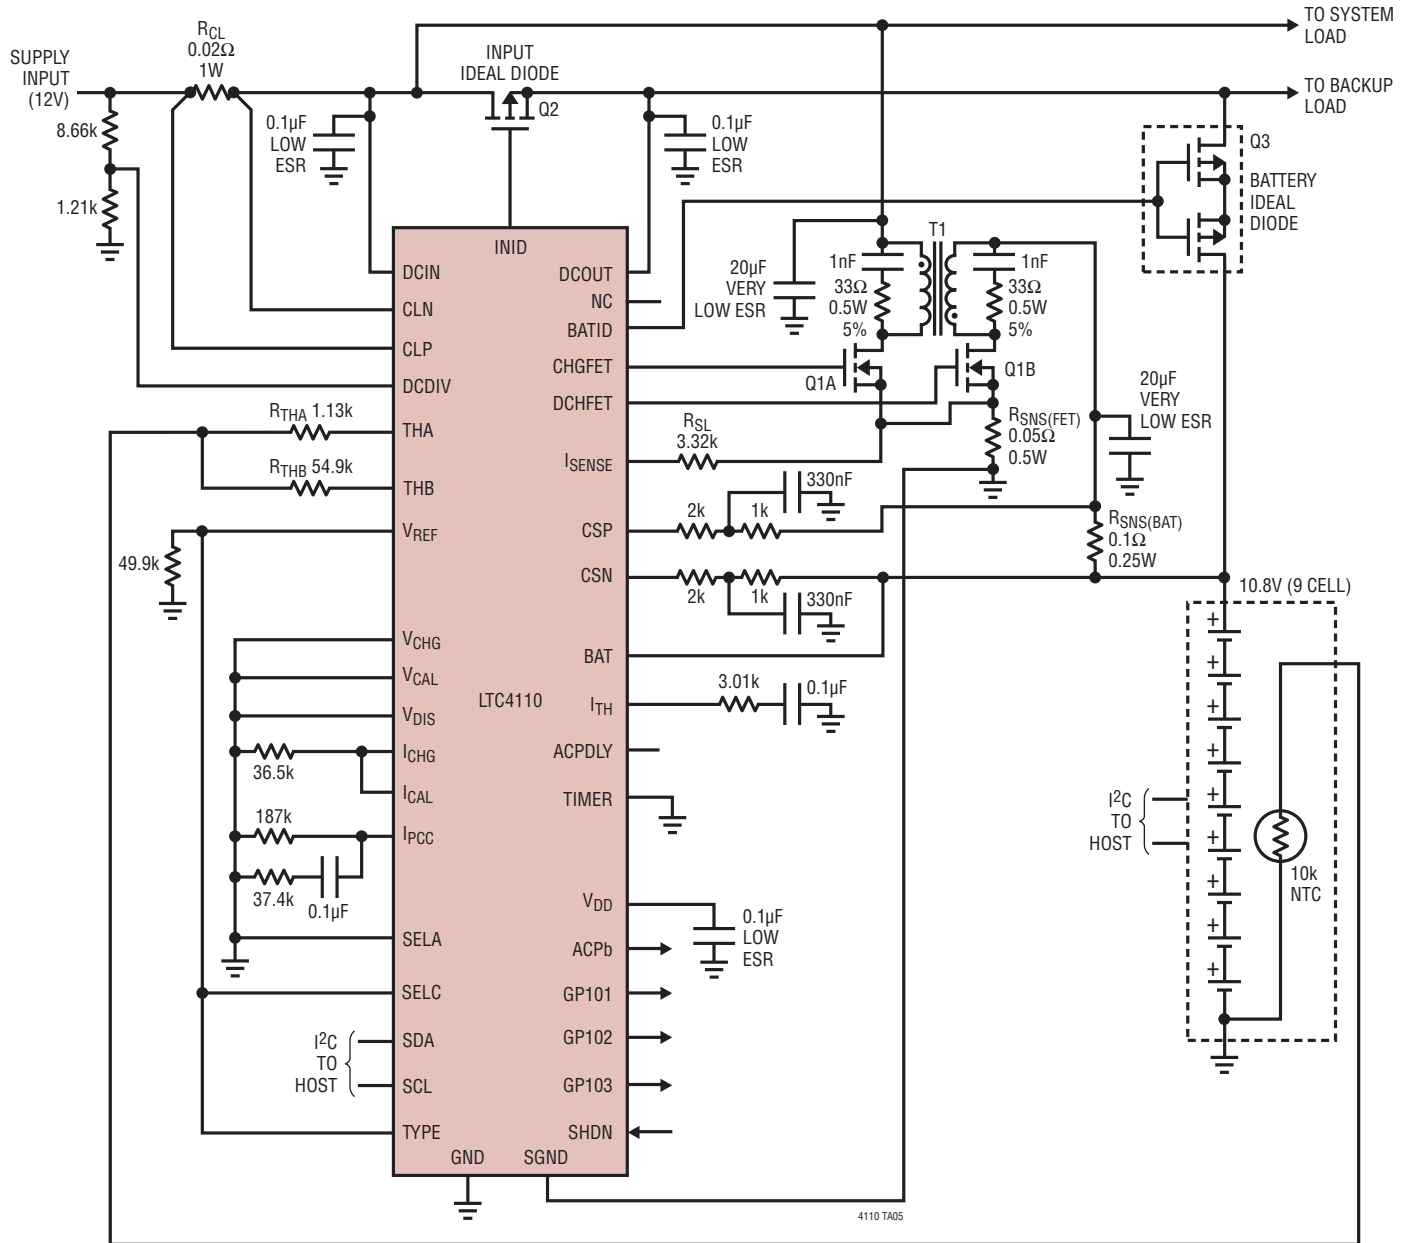 TO SYSTEM
LOAD
R_CL
0.02Ω
1W
INPUT
IDEAL DIODE
SUPPLY
INPUT
(12V)
Q2
TO BACKUP
LOAD
8.66k
0.1µF
LOW
ESR
0.1µF
LOW
ESR
Q3
BATTERY
IDEAL
DIODE
1.21k
INID
T1
DCIN
DCOUT
20µF
VERY
LOW ESR
1nF
33Ω
0.5W
5%
1nF
33Ω
0.5W
5%
CLN
NC
BATID
CLP
CHGFET
Q1A
Q1B
DCDIV
DCHFET
20µF
VERY
LOW ESR
R_THA 1.13k
THA
R_SL
3.32k
I_SENSE
R_SNS(FET)
0.05Ω
0.5W
R_THB 54.9k
THB
330nF
V_REF
CSP
2k
1k
R_SNS(BAT)
0.1Ω
0.25W
49.9k
CSN
2k
1k
330nF
10.8V (9 CELL)
V_CHG
BAT
V_CAL
3.01k
0.1µF
LTC4110
I_TH
V_DIS
I_CHG
36.5k
ACPDLY
I_CAL
TIMER
187k
I_PCC
37.4k
0.1µF
I²C
TO
HOST
+
+
+
+
+
+
+
+
+
10k
NTC
V_DD
0.1µF
LOW
ESR
SELA
ACPb
SELC
GP101
I²C
TO
HOST
SDA
GP102
SCL
GP103
TYPE
SHDN
GND
SGND
4110 TA05